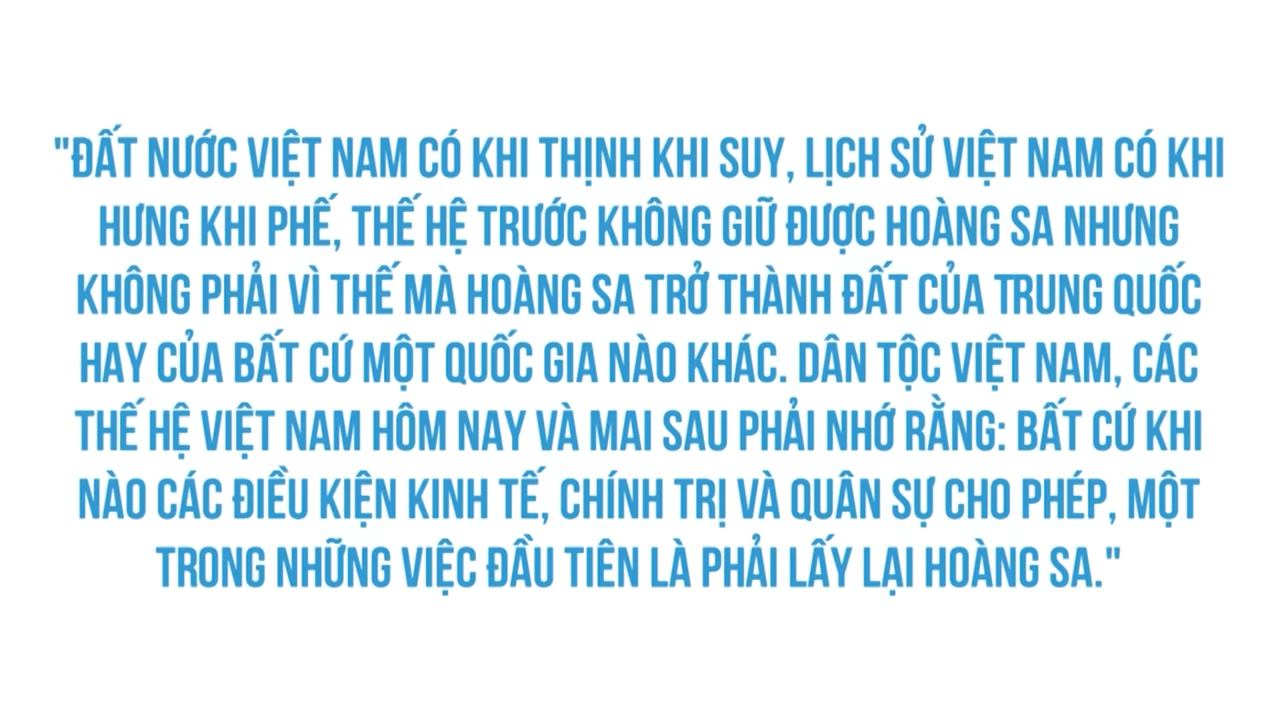 "ĐẤT NƯỚC VIỆT NAM CÓ KHI THỊNH KHI SUY, LỊCH SỬ VIỆT NAM CÓ KHI
HƯNG KHI PHẾ, THẾ HỆ TRƯỚC KHÔNG GIỮ ĐƯỢC HOÀNG SA NHƯNG
KHÔNG PHẢI VÌ THẾ MÀ HOÀNG SA TRỞ THÀNH ĐẤT CỦA TRUNG QUỐC
HAY CỦA BẤT CỨ MỘT QUỐC GIA NÀO KHÁC. DÂN TỘC VIỆT NAM, CÁC
THẾ HỆ VIỆT NAM HÔM NAY VÀ MAI SAU PHẢI NHỚ RẰNG: BẤT CỨ KHI
NÀO CÁC ĐIỀU KIỆN KINH TẾ, CHÍNH TRỊ VÀ QUÂN SỰ CHO PHÉP, MỘT
TRONG NHỮNG VIỆC ĐẦU TIÊN LÀ PHẢI LẤY LẠI HOÀNG SA."